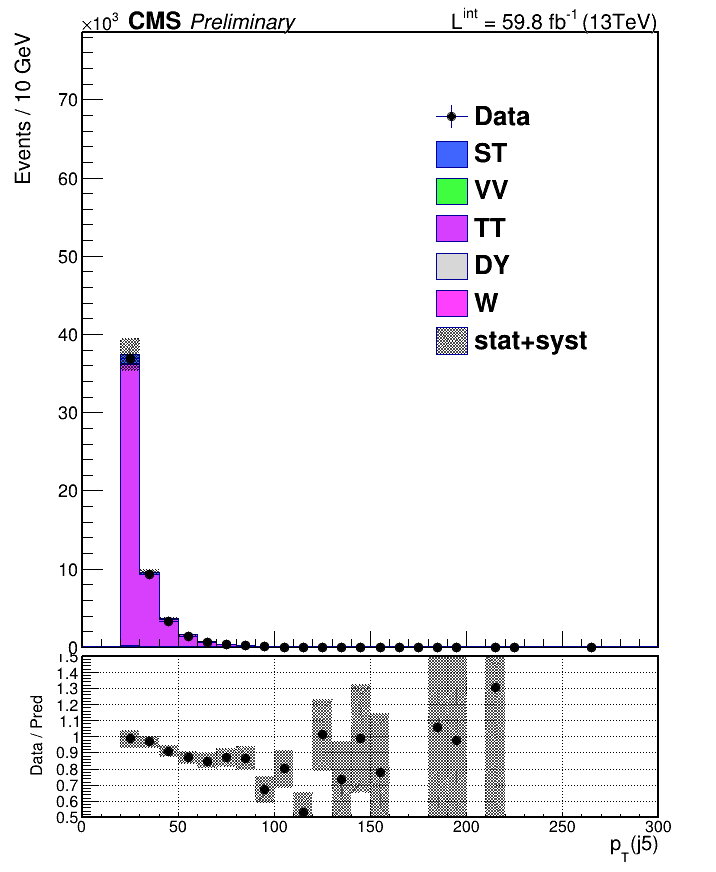 ×10³ CMS Preliminary L^int = 59.8 fb⁻¹ (13TeV)
Events / 10 GeV
70
60
50
40
30
20
10
0
Data
ST
VV
TT
DY
W
stat+syst
Data / Pred
1.5
1.4
1.3
1.2
1.1
1
0.9
0.8
0.7
0.6
0.5
0 50 100 150 200 250 300
p_T(j5)